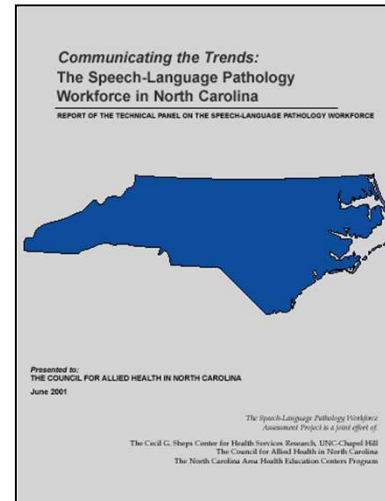 Communicating the Trends:
The Speech-Language Pathology
Workforce in North Carolina
REPORT OF THE TECHNICAL PANEL ON THE SPEECH-LANGUAGE PATHOLOGY WORKFORCE
Presented to:
THE COUNCIL FOR ALLIED HEALTH IN NORTH CAROLINA
June 2001
The Speech-Language Pathology Workforce
Assessment Project is a joint effort of:
The Cecil G. Sheps Center for Health Services Research, UNC-Chapel Hill
The Council for Allied Health in North Carolina
The North Carolina Area Health Education Centers Program